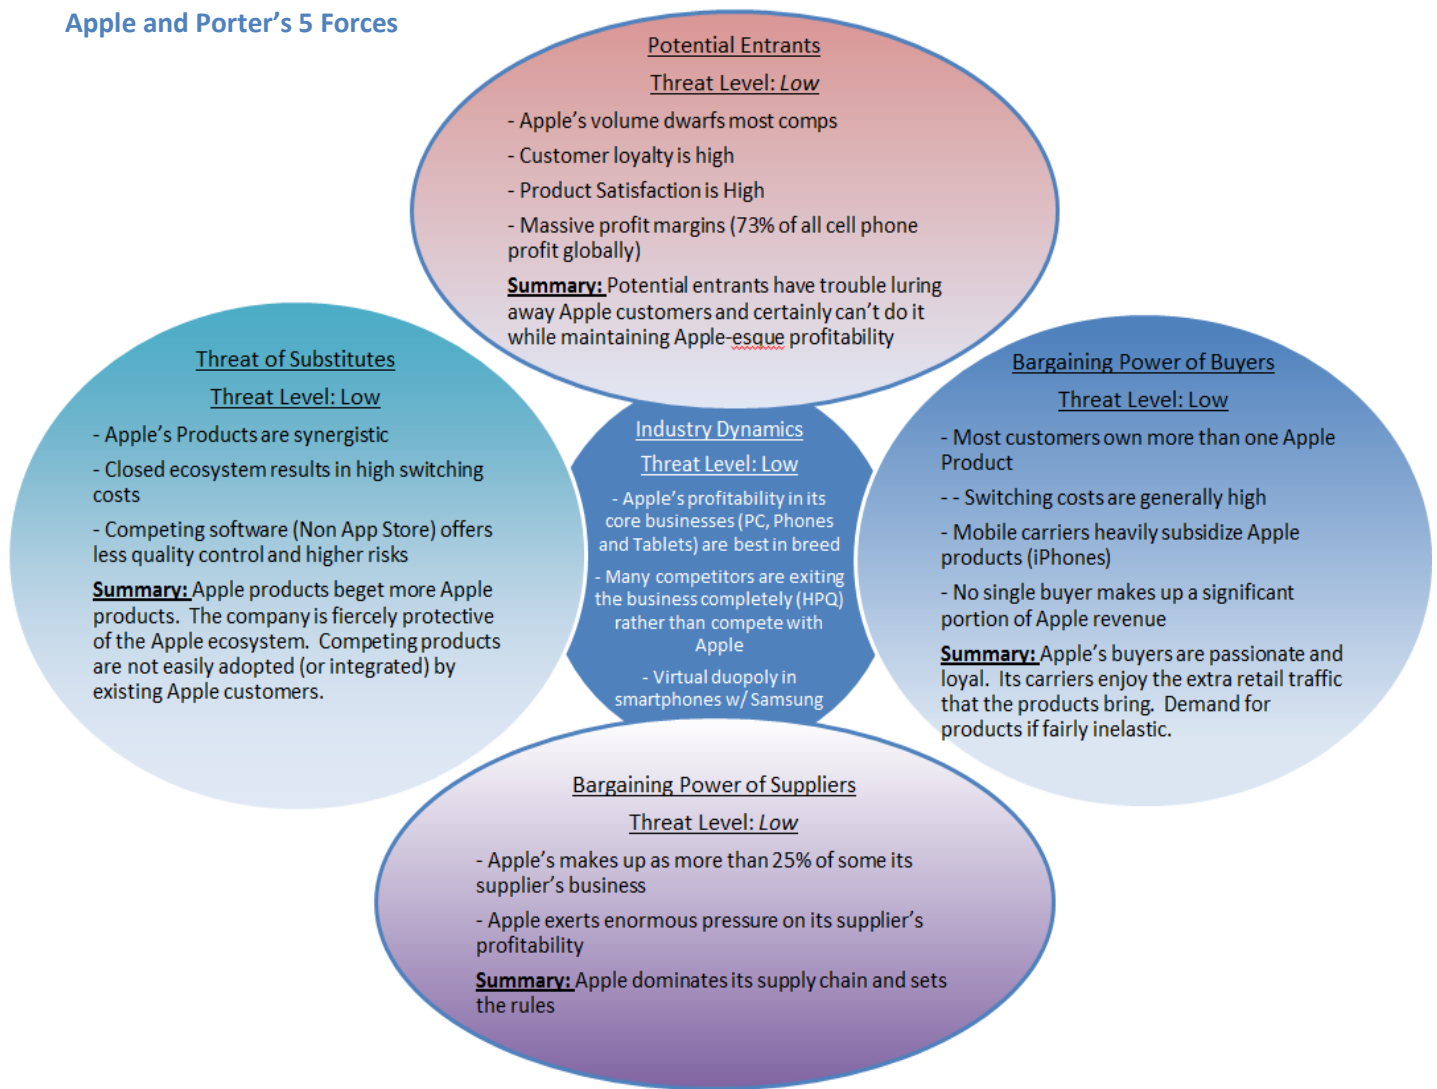 Apple and Porter's 5 Forces
Potential Entrants
Threat Level: Low
- Apple's volume dwarfs most comps
- Customer loyalty is high
- Product Satisfaction is High
- Massive profit margins (73% of all cell phone
profit globally)
Summary: Potential entrants have trouble luring
away Apple customers and certainly can't do it
while maintaining Apple-esque profitability
Threat of Substitutes
Threat Level: Low
- Apple's Products are synergistic
- Closed ecosystem results in high switching
costs
- Competing software (Non App Store) offers
less quality control and higher risks
Summary: Apple products beget more Apple
products. The company is fiercely protective
of the Apple ecosystem. Competing products
are not easily adopted (or integrated) by
existing Apple customers.
Industry Dynamics
Threat Level: Low
- Apple's profitability in its
core businesses (PC, Phones
and Tablets) are best in breed
- Many competitors are exiting
the business completely (HPQ)
rather than compete with
Apple
- Virtual duopoly in
smartphones w/ Samsung
Bargaining Power of Buyers
Threat Level: Low
- Most customers own more than one Apple
Product
- - Switching costs are generally high
- Mobile carriers heavily subsidize Apple
products (iPhones)
- No single buyer makes up a significant
portion of Apple revenue
Summary: Apple's buyers are passionate and
loyal. Its carriers enjoy the extra retail traffic
that the products bring. Demand for
products if fairly inelastic.
Bargaining Power of Suppliers
Threat Level: Low
- Apple's makes up as more than 25% of some its
supplier's business
- Apple exerts enormous pressure on its supplier's
profitability
Summary: Apple dominates its supply chain and sets
the rules